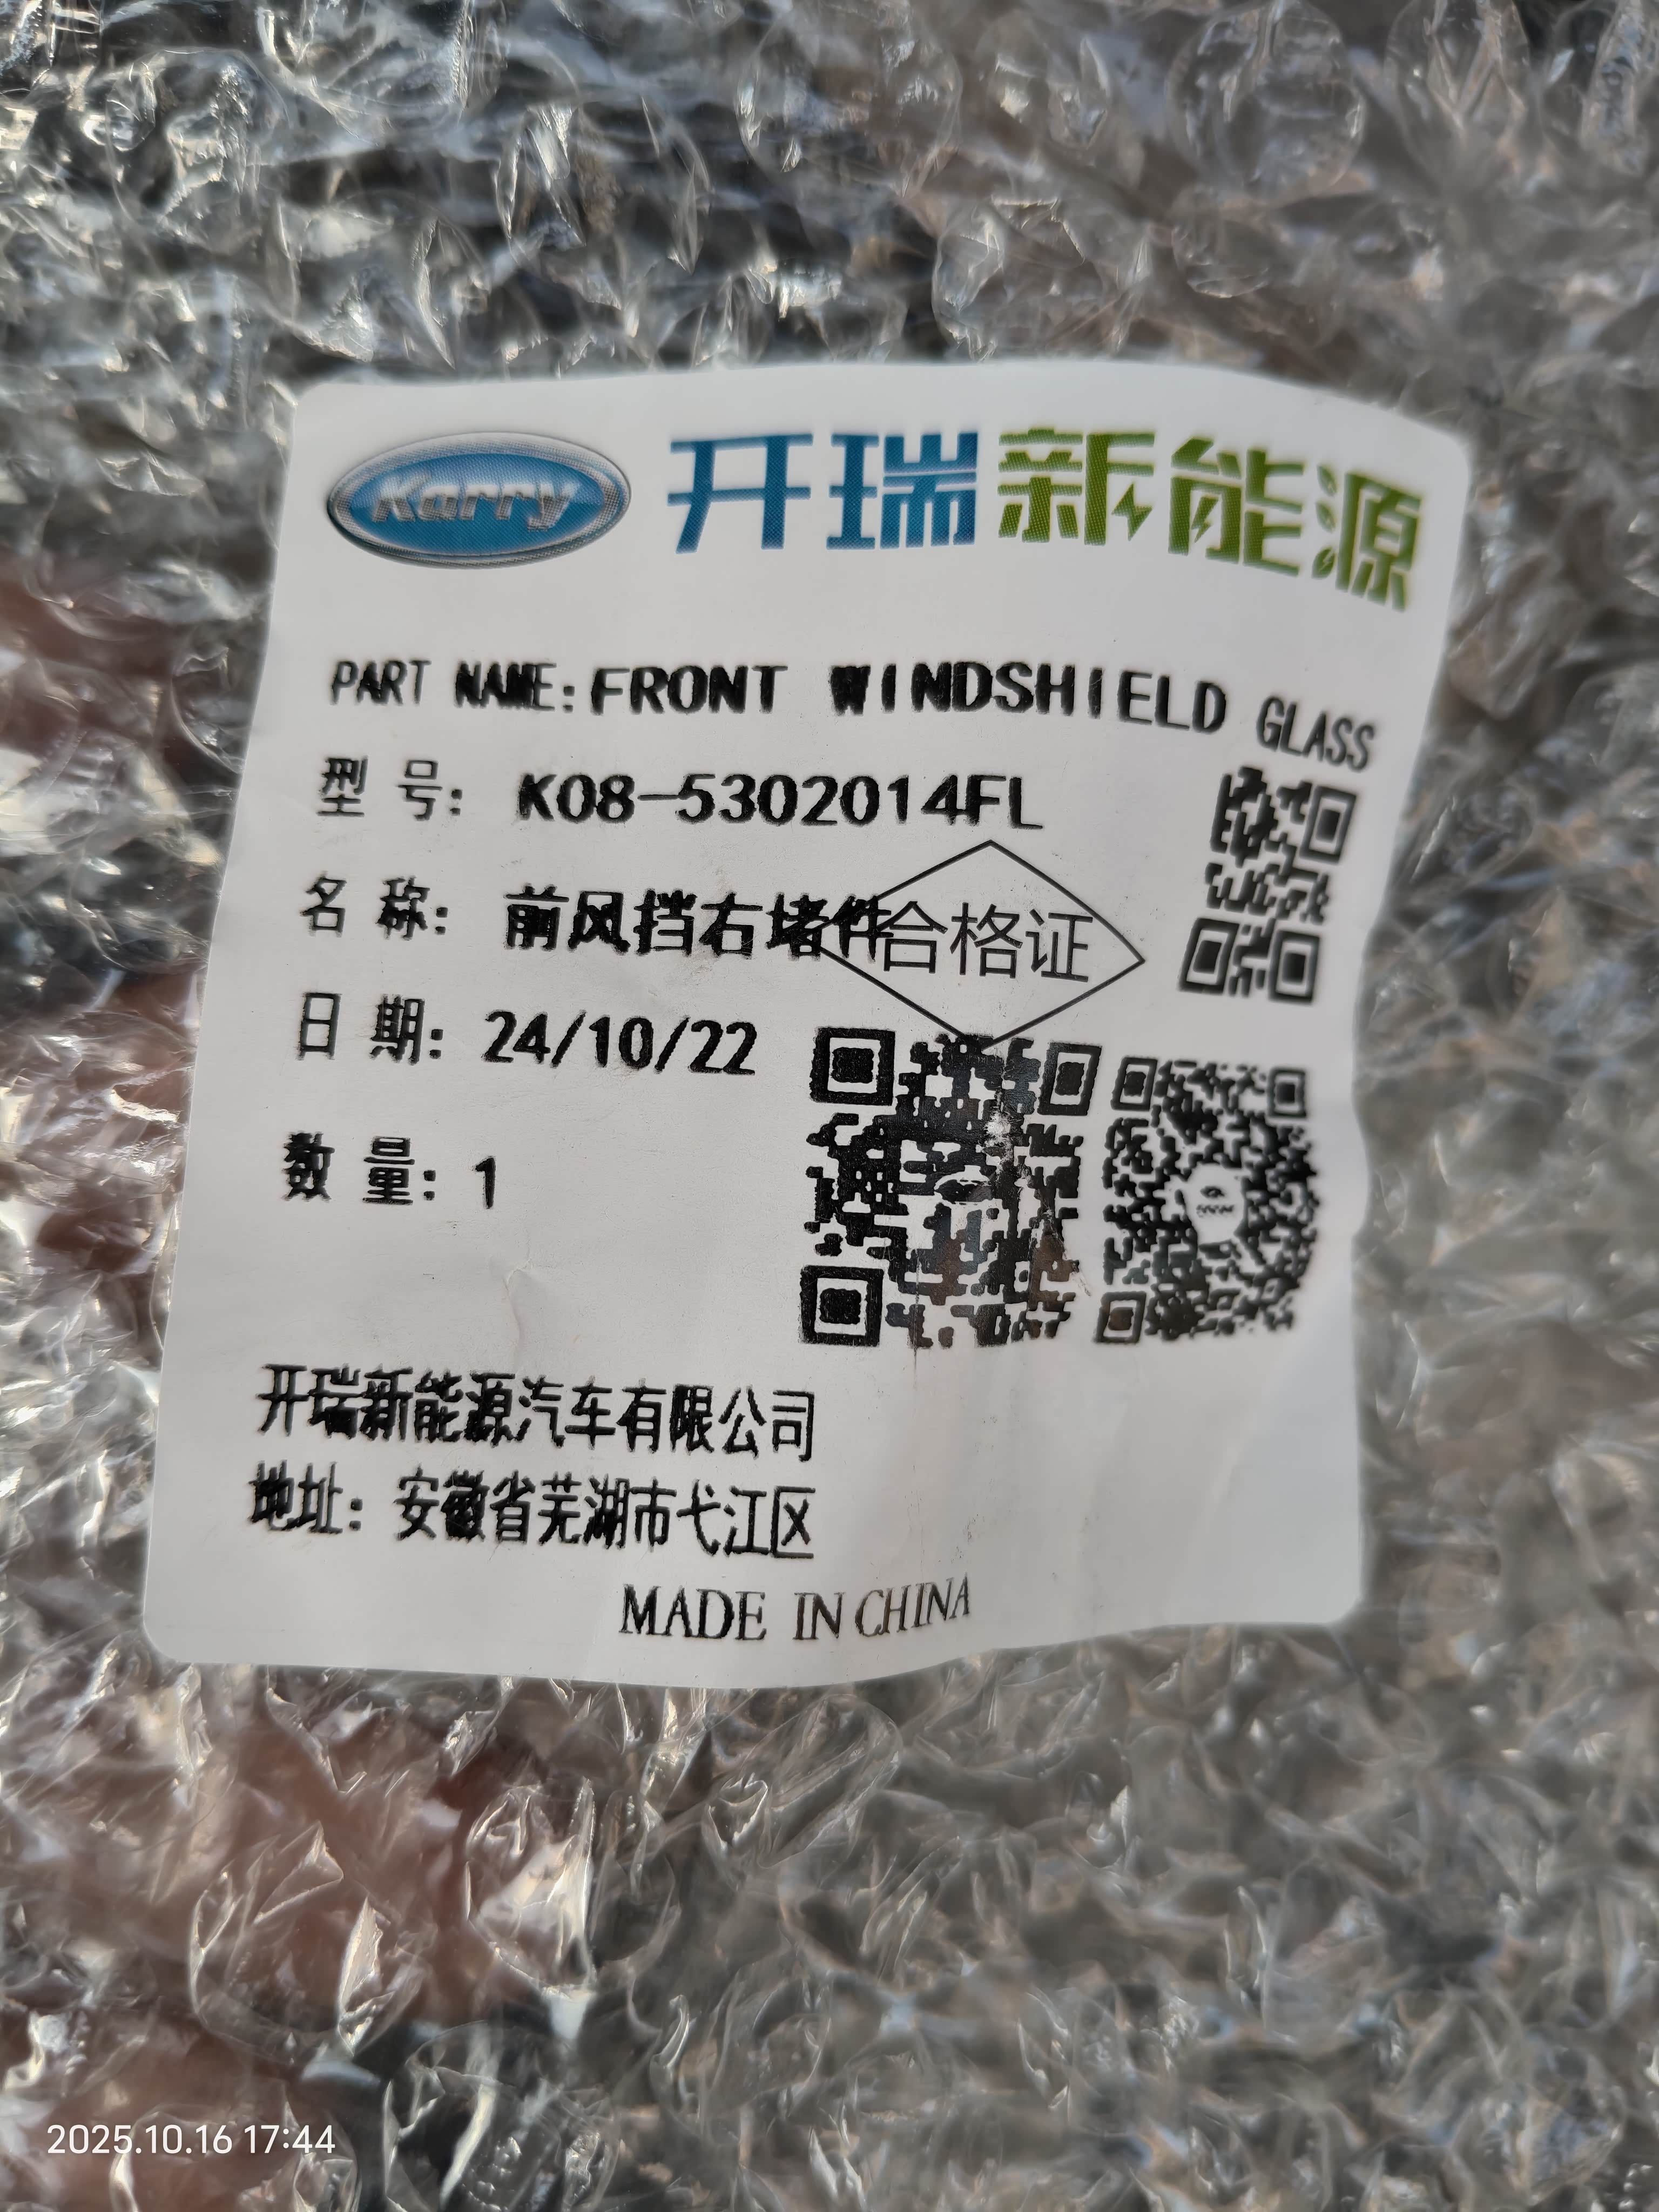 Karry 开瑞新能源
PART NAME: FRONT WINDSHIELD GLASS
型 号: K08-5302014FL
名 称: 前风挡右堵件
合格证
日 期: 24/10/22
数 量: 1
开瑞新能源汽车有限公司
地址: 安徽省芜湖市弋江区
MADE IN CHINA
2025.10.16 17:44